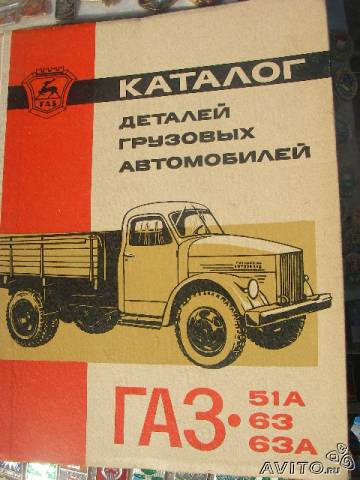 ГАЗ
КАТАЛОГ
ДЕТАЛЕЙ
ГРУЗОВЫХ
АВТОМОБИЛЕЙ
ГАЗ•
51А
63
63А
AVITO.ru